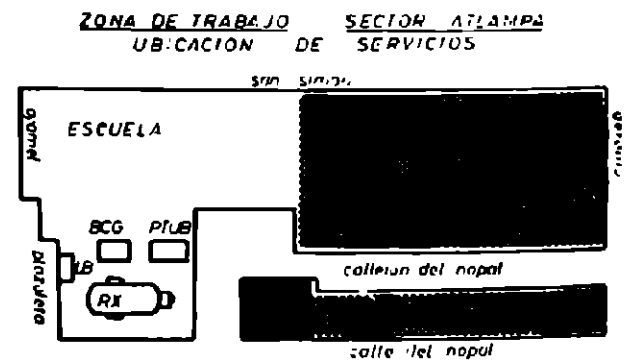 ZONA DE TRABAJO SECTOR ATLAMPA
UBICACION DE SERVICIOS
san simon
ESCUELA
BCG PTUB
LB
plazuela
RX
callejon del nopal
calle del nopal